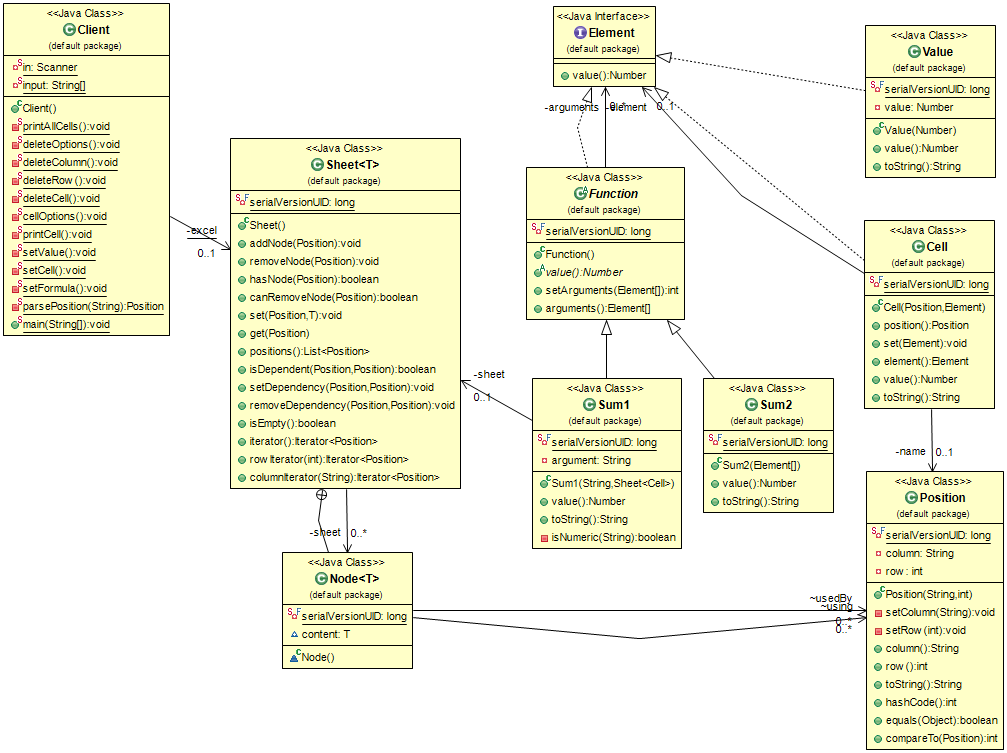 <<Java Class>>
Client
(default package)
in: Scanner
input: String[]
Client()
printAllCells():void
deleteOptions():void
deleteColumn():void
deleteRow():void
deleteCell():void
cellOptions():void
printCell():void
setValue():void
setCell():void
setFormula():void
parsePosition(String):Position
main(String[]):void
-excel
0..1
<<Java Class>>
Sheet<T>
(default package)
serialVersionUID: long
Sheet()
addNode(Position):void
removeNode(Position):void
hasNode(Position):boolean
canRemoveNode(Position):boolean
set(Position,T):void
get(Position)
positions():List<Position>
isDependent(Position,Position):boolean
setDependency(Position,Position):void
removeDependency(Position,Position):void
isEmpty():boolean
iterator():Iterator<Position>
rowIterator(int):Iterator<Position>
columnIterator(String):Iterator<Position>
-sheet
0..*
<<Java Class>>
Node<T>
(default package)
serialVersionUID: long
content: T
Node()
<<Java Interface>>
Element
(default package)
value():Number
-arguments
0..*
-element
0..1
<<Java Class>>
Function
(default package)
serialVersionUID: long
Function()
value():Number
setArguments(Element[]):int
arguments():Element[]
-sheet
0..1
<<Java Class>>
Sum1
(default package)
serialVersionUID: long
argument: String
Sum1(String,Sheet<Cell>)
value():Number
toString():String
isNumeric(String):boolean
<<Java Class>>
Sum2
(default package)
serialVersionUID: long
Sum2(Element[])
value():Number
toString():String
<<Java Class>>
Value
(default package)
serialVersionUID: long
value: Number
Value(Number)
value():Number
toString():String
<<Java Class>>
Cell
(default package)
serialVersionUID: long
Cell(Position,Element)
position():Position
set(Element):void
element():Element
value():Number
toString():String
-name
0..1
<<Java Class>>
Position
(default package)
serialVersionUID: long
column: String
row: int
Position(String,int)
setColumn(String):void
setRow(int):void
column():String
row():int
toString():String
hashCode():int
equals(Object):boolean
compareTo(Position):int
~usedBy
~using
0..*
0..*